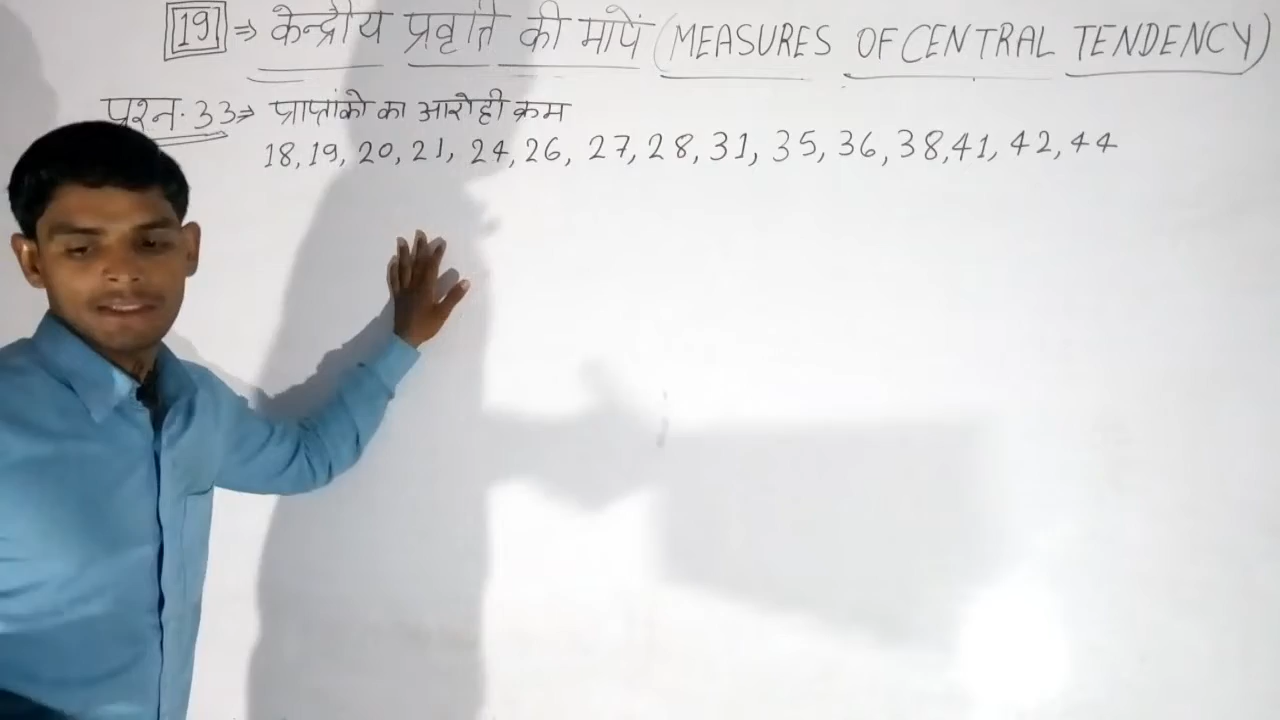 19 ⇒ केन्द्रीय प्रवृति की मापें (MEASURES OF CENTRAL TENDENCY)
प्रश्न.33⇒ प्राप्तांको का आरोही क्रम
18, 19, 20, 21, 24, 26, 27, 28, 31, 35, 36, 38, 41, 42, 44